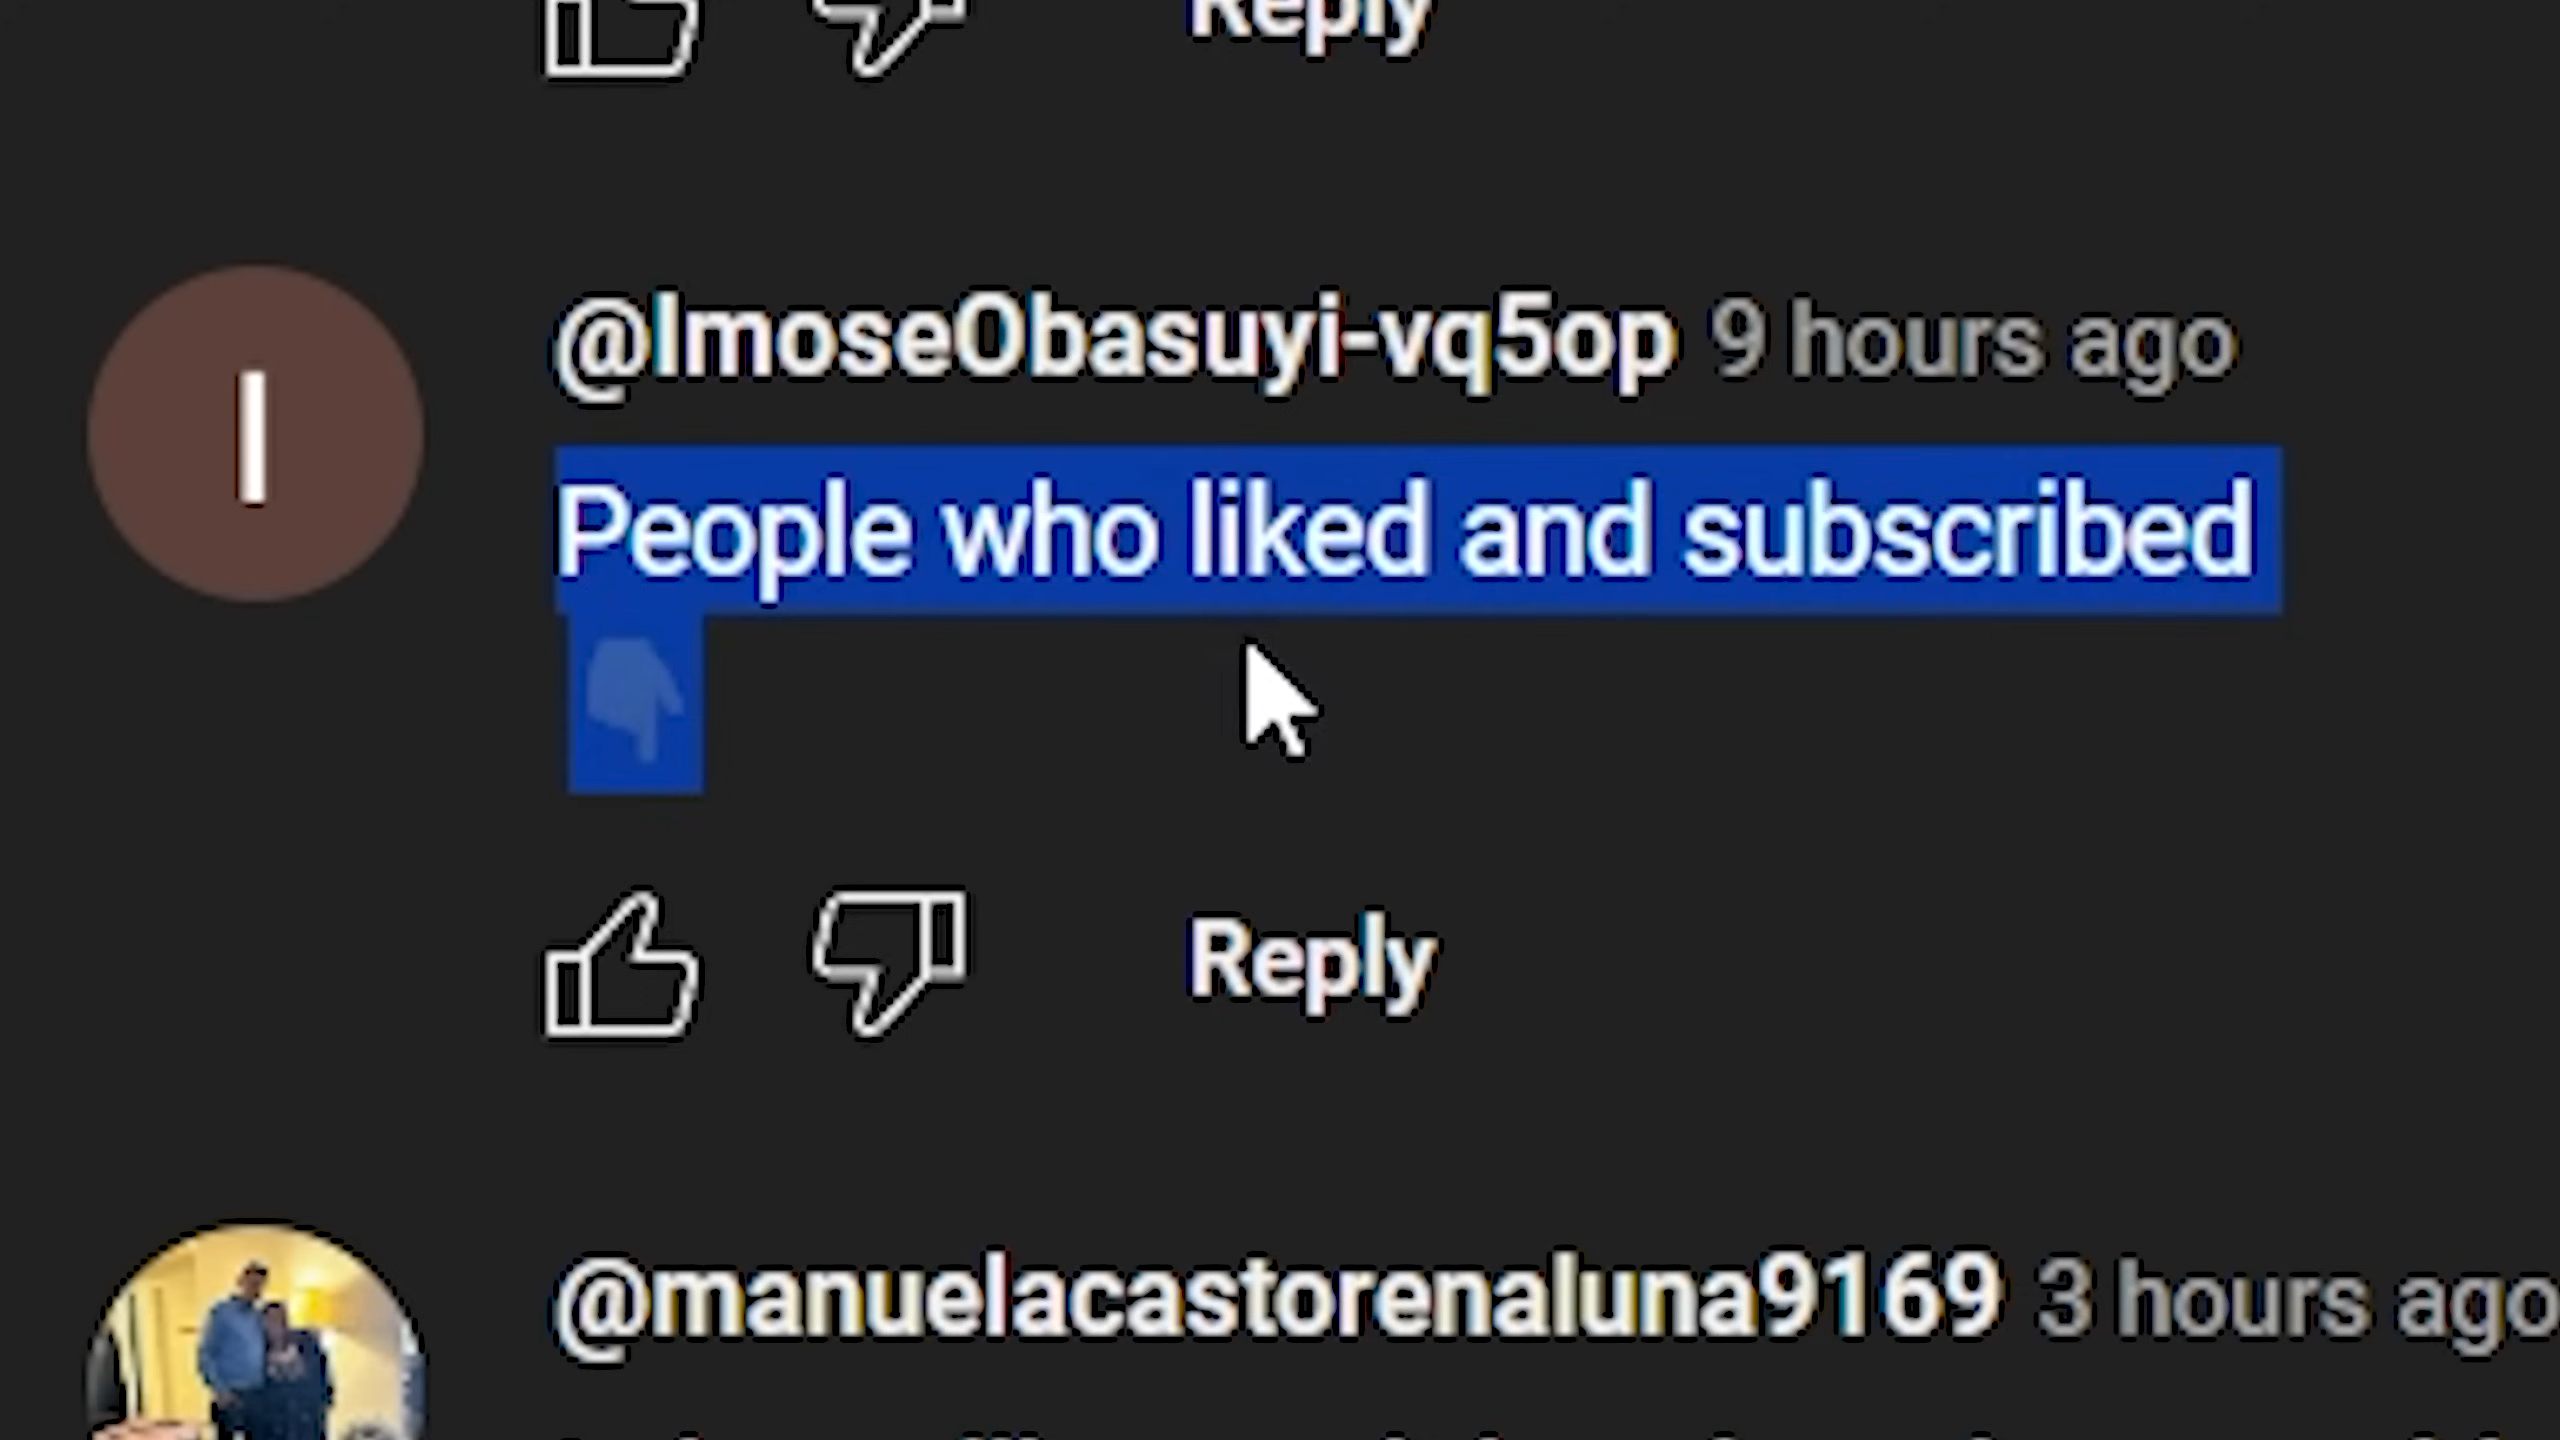 Reply
I
@ImoseObasuyi-vq5op 9 hours ago
People who liked and subscribed
👇
Reply
@manuelacastorenaluna9169 3 hours ago